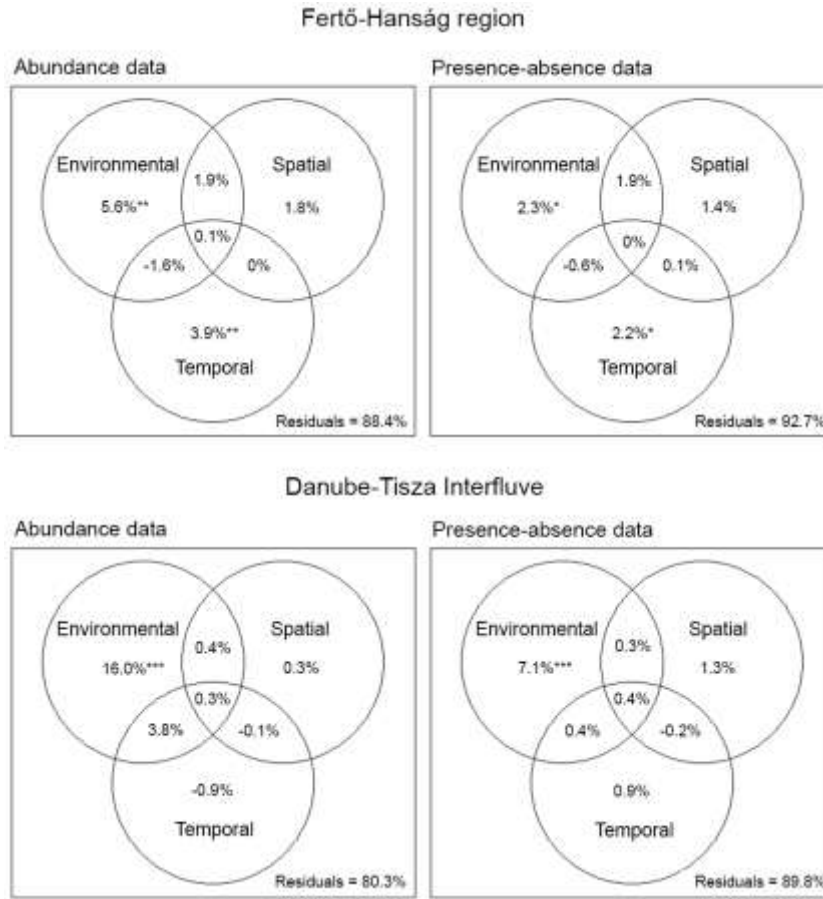 Fertő-Hanság region
Abundance data
Presence-absence data
Environmental
Spatial
1.9%
5.6%**
1.8%
0.1%
-1.6%
0%
3.9%**
Temporal
Residuals = 88.4%
Environmental
Spatial
1.9%
2.3%*
1.4%
0%
-0.6%
0.1%
2.2%*
Temporal
Residuals = 92.7%
Danube-Tisza Interfluve
Abundance data
Presence-absence data
Environmental
Spatial
0.4%
16.0%***
0.3%
0.3%
3.8%
-0.1%
-0.9%
Temporal
Residuals = 80.3%
Environmental
Spatial
0.3%
7.1%***
1.3%
0.4%
0.4%
-0.2%
0.9%
Temporal
Residuals = 89.8%